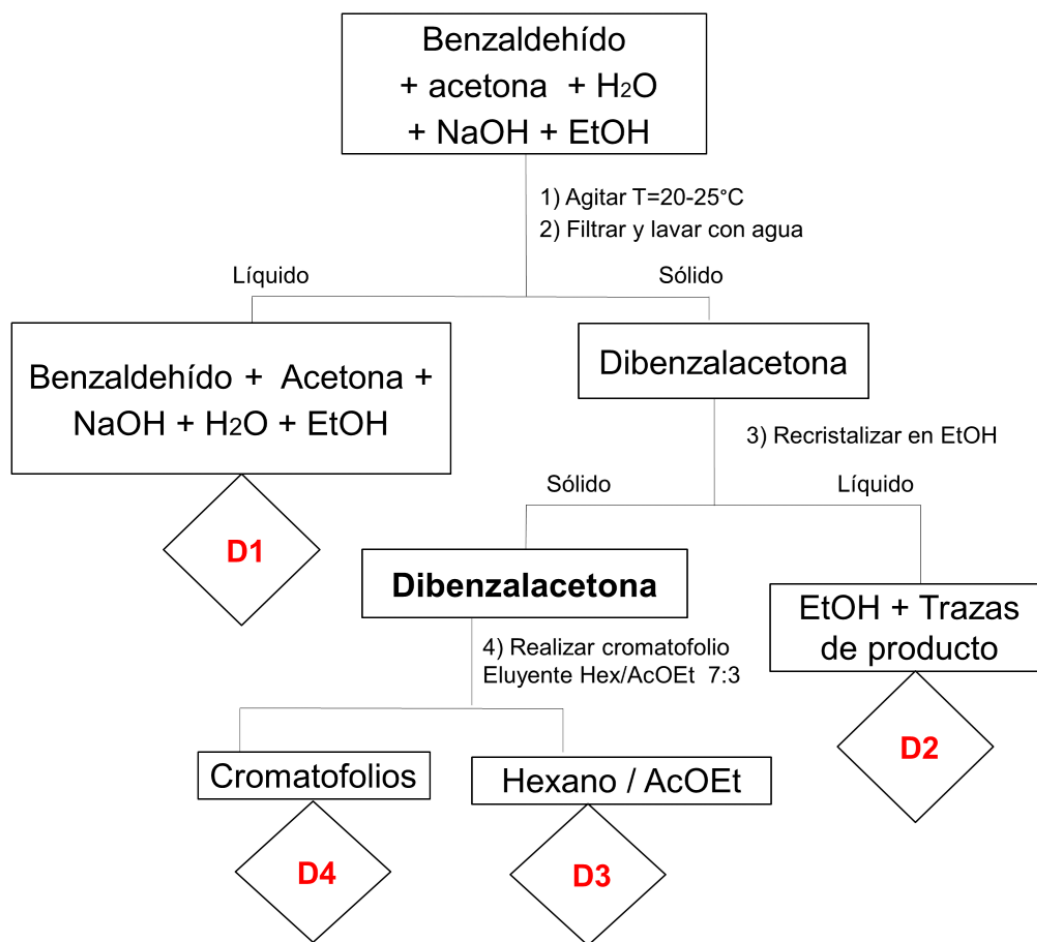 Benzaldehído
+ acetona + H2O
+ NaOH + EtOH
1) Agitar T=20-25°C
2) Filtrar y lavar con agua
Líquido
Sólido
Benzaldehído + Acetona +
NaOH + H2O + EtOH
Dibenzalacetona
3) Recristalizar en EtOH
D1
Sólido
Líquido
Dibenzalacetona
EtOH + Trazas
de producto
4) Realizar cromatofolio
Eluyente Hex/AcOEt 7:3
D2
Cromatofolios
Hexano / AcOEt
D4
D3